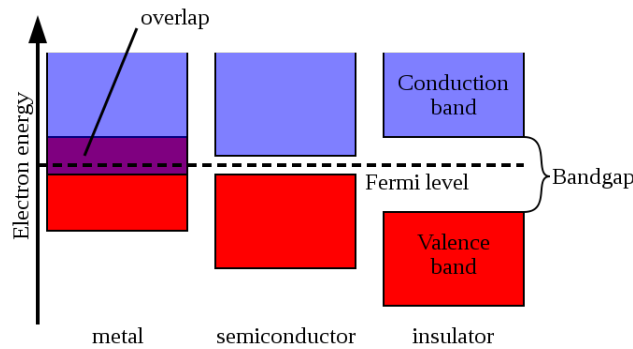 overlap
Electron energy
Conduction
band
Fermi level
Bandgap
Valence
band
metal
semiconductor
insulator